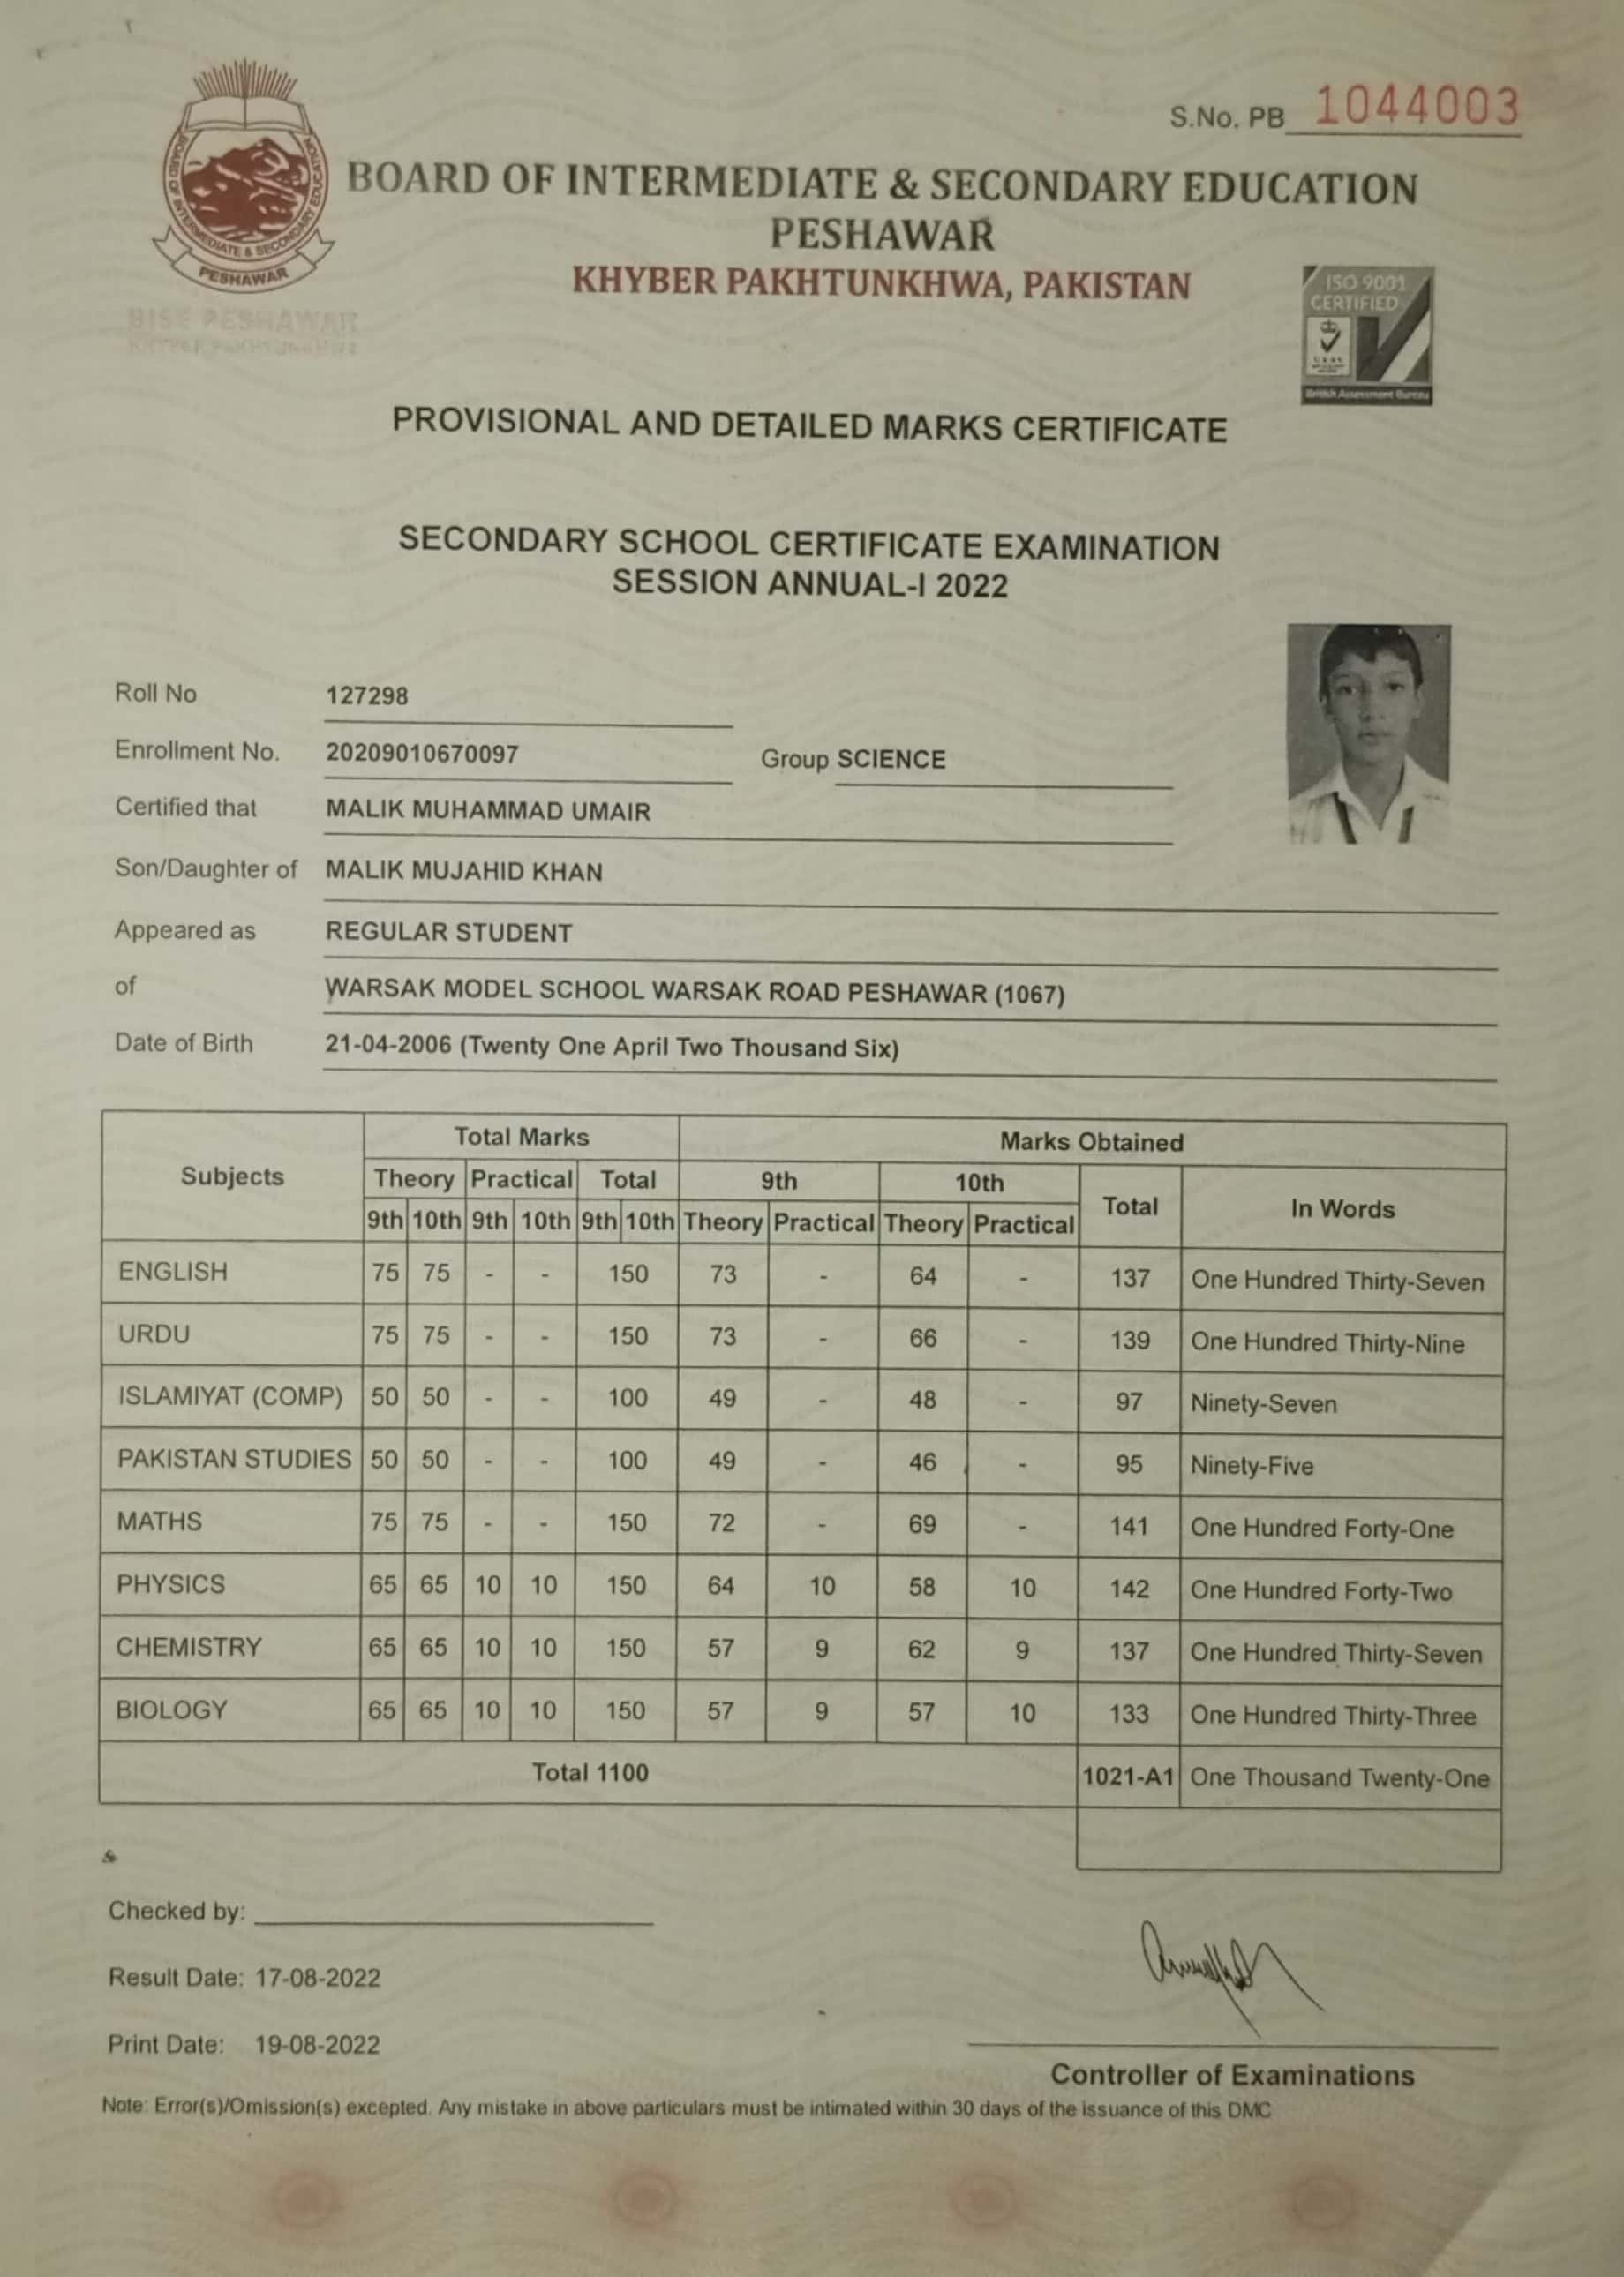 S.No. PB 1044003
BOARD OF INTERMEDIATE & SECONDARY EDUCATION
PESHAWAR
BOARD OF INTERMEDIATE & SECONDARY EDUCATION
PESHAWAR
KHYBER PAKHTUNKHWA, PAKISTAN
BISE PESHAWAR
KHYBER PAKHTUNKHWA
ISO 9001
CERTIFIED
UKAS
British Assessment Bureau
PROVISIONAL AND DETAILED MARKS CERTIFICATE
SECONDARY SCHOOL CERTIFICATE EXAMINATION
SESSION ANNUAL-I 2022
Roll No 127298
Enrollment No. 20209010670097 Group SCIENCE
Certified that MALIK MUHAMMAD UMAIR
Son/Daughter of MALIK MUJAHID KHAN
Appeared as REGULAR STUDENT
of WARSAK MODEL SCHOOL WARSAK ROAD PESHAWAR (1067)
Date of Birth 21-04-2006 (Twenty One April Two Thousand Six)
Subjects Total Marks Marks Obtained
Theory Practical Total 9th 10th Total In Words
9th 10th 9th 10th 9th 10th Theory Practical Theory Practical
ENGLISH 75 75 - - 150 73 - 64 - 137 One Hundred Thirty-Seven
URDU 75 75 - - 150 73 - 66 - 139 One Hundred Thirty-Nine
ISLAMIYAT (COMP) 50 50 - - 100 49 - 48 - 97 Ninety-Seven
PAKISTAN STUDIES 50 50 - - 100 49 - 46 - 95 Ninety-Five
MATHS 75 75 - - 150 72 - 69 - 141 One Hundred Forty-One
PHYSICS 65 65 10 10 150 64 10 58 10 142 One Hundred Forty-Two
CHEMISTRY 65 65 10 10 150 57 9 62 9 137 One Hundred Thirty-Seven
BIOLOGY 65 65 10 10 150 57 9 57 10 133 One Hundred Thirty-Three
Total 1100 1021-A1 One Thousand Twenty-One
Checked by:
Result Date: 17-08-2022
Print Date: 19-08-2022
Controller of Examinations
Note: Error(s)/Omission(s) excepted. Any mistake in above particulars must be intimated within 30 days of the issuance of this DMC